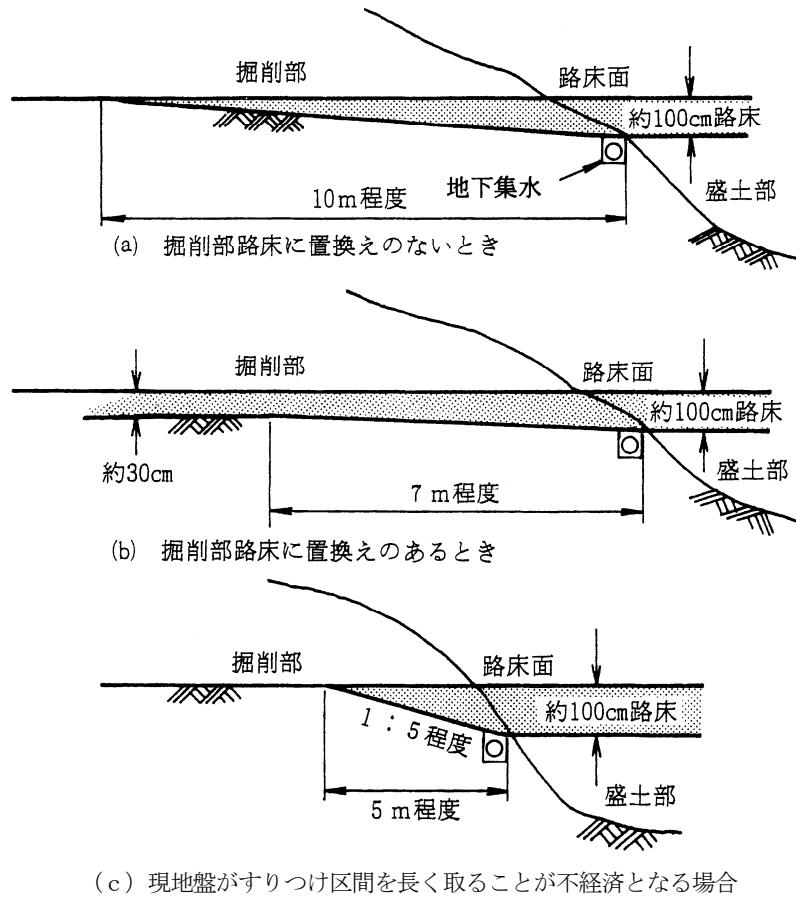 掘削部
路床面
約100cm路床
地下集水
盛土部
10m程度
(a) 掘削部路床に置換えのないとき
掘削部
路床面
約100cm路床
約30cm
盛土部
7m程度
(b) 掘削部路床に置換えのあるとき
掘削部
路床面
約100cm路床
1:5程度
5m程度
盛土部
(c)現地盤がすりつけ区間を長く取ることが不経済となる場合